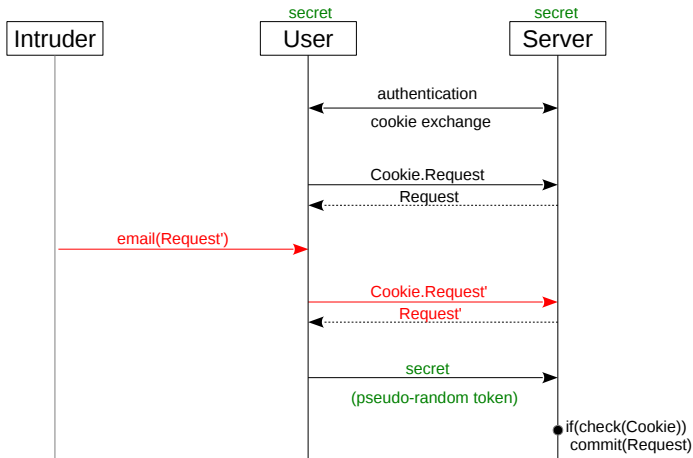 secret
secret
Intruder
User
Server
authentication
cookie exchange
Cookie.Request
Request
email(Request')
Cookie.Request'
Request'
secret
(pseudo-random token)
if(check(Cookie))
commit(Request)